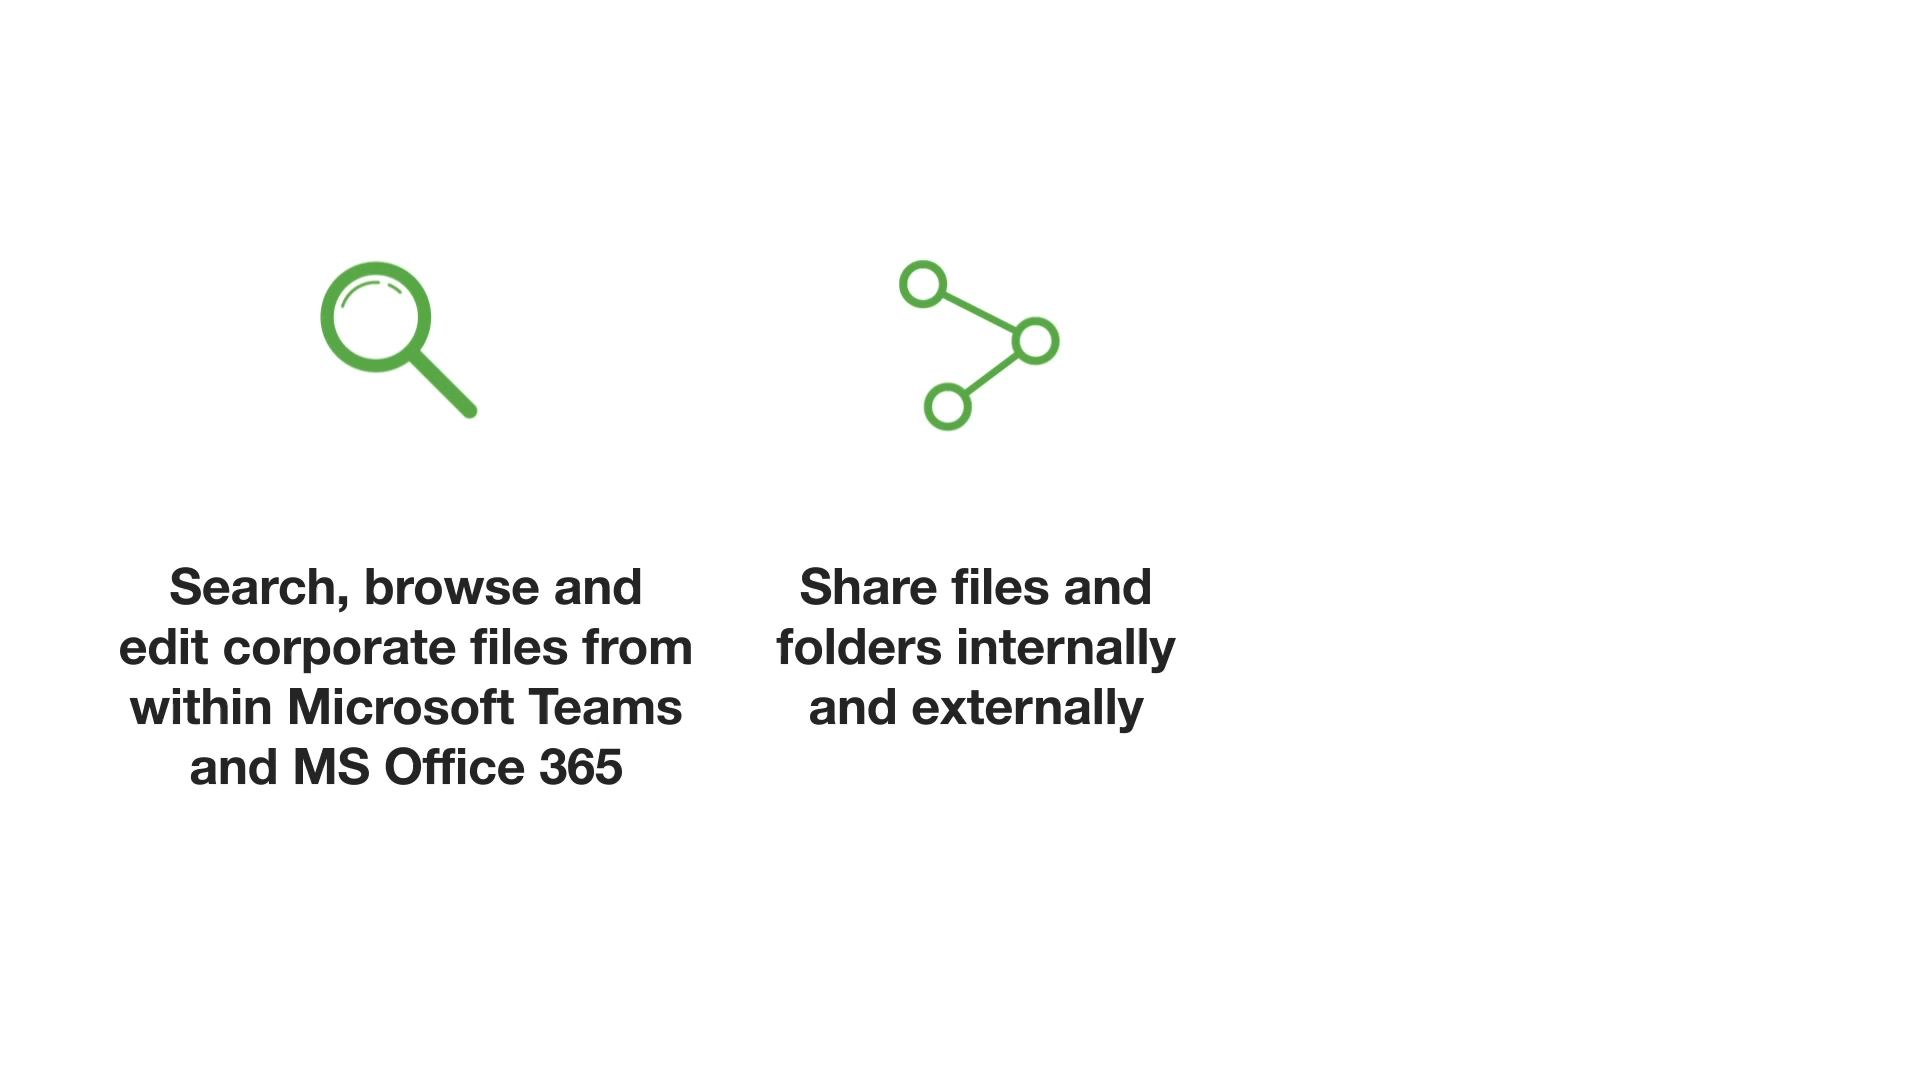 Search, browse and
edit corporate files from
within Microsoft Teams
and MS Office 365
Share files and
folders internally
and externally